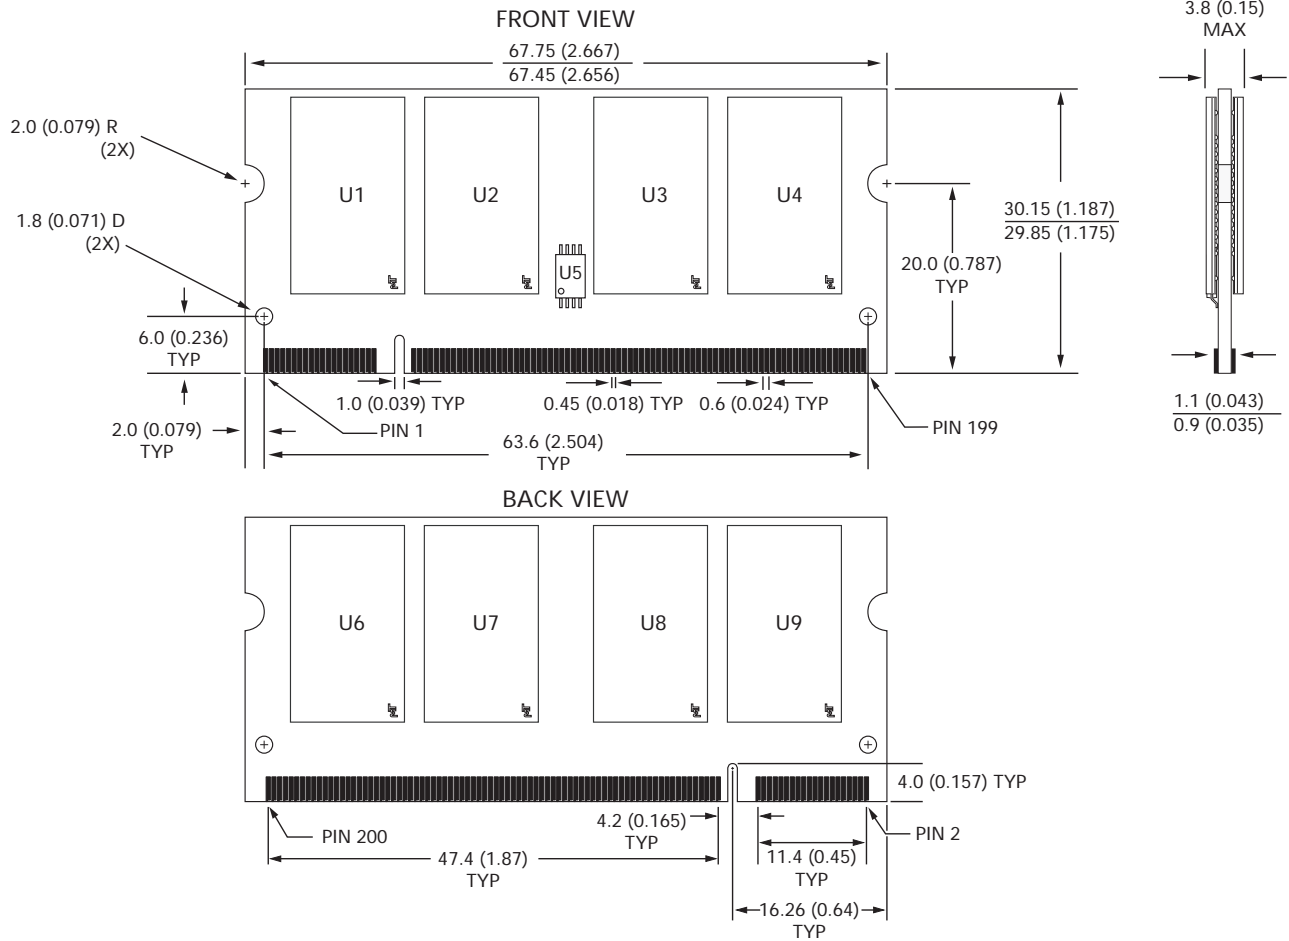 FRONT VIEW
3.8 (0.15)
MAX
67.75 (2.667)
67.45 (2.656)
2.0 (0.079) R
(2X)
U1
U2
U3
U4
1.8 (0.071) D
(2X)
30.15 (1.187)
29.85 (1.175)
20.0 (0.787)
TYP
U5
6.0 (0.236)
TYP
1.0 (0.039) TYP
0.45 (0.018) TYP
0.6 (0.024) TYP
1.1 (0.043)
0.9 (0.035)
2.0 (0.079)
TYP
PIN 1
PIN 199
63.6 (2.504)
TYP
BACK VIEW
U6
U7
U8
U9
4.0 (0.157) TYP
4.2 (0.165)
TYP
PIN 200
PIN 2
47.4 (1.87)
TYP
11.4 (0.45)
TYP
16.26 (0.64)
TYP